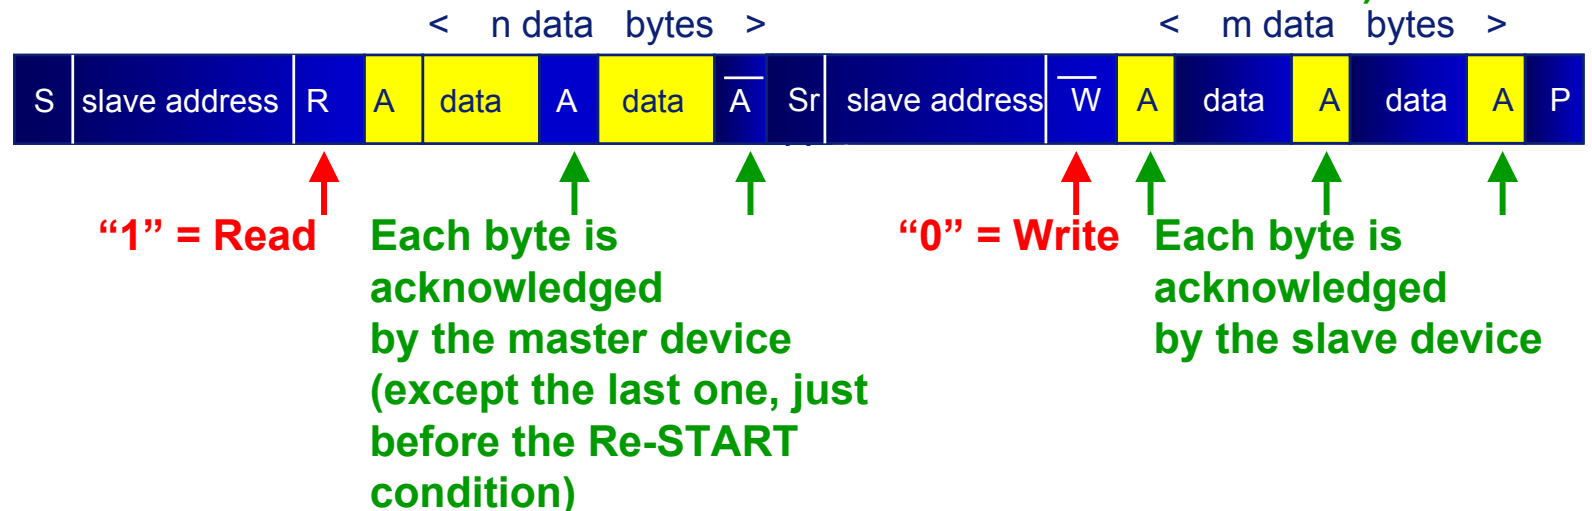 < n data bytes > < m data bytes >
S slave address R A data A data A̅ Sr slave address W̅ A data A data A P
“1” = Read
Each byte is
acknowledged
by the master device
(except the last one, just
before the Re-START
condition)
“0” = Write
Each byte is
acknowledged
by the slave device